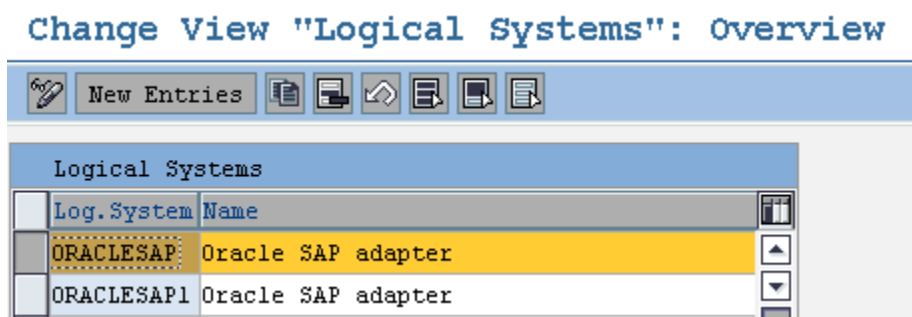 Change View "Logical Systems": Overview
New Entries
Logical Systems
Log.System Name
ORACLESAP Oracle SAP adapter
ORACLESAP1 Oracle SAP adapter